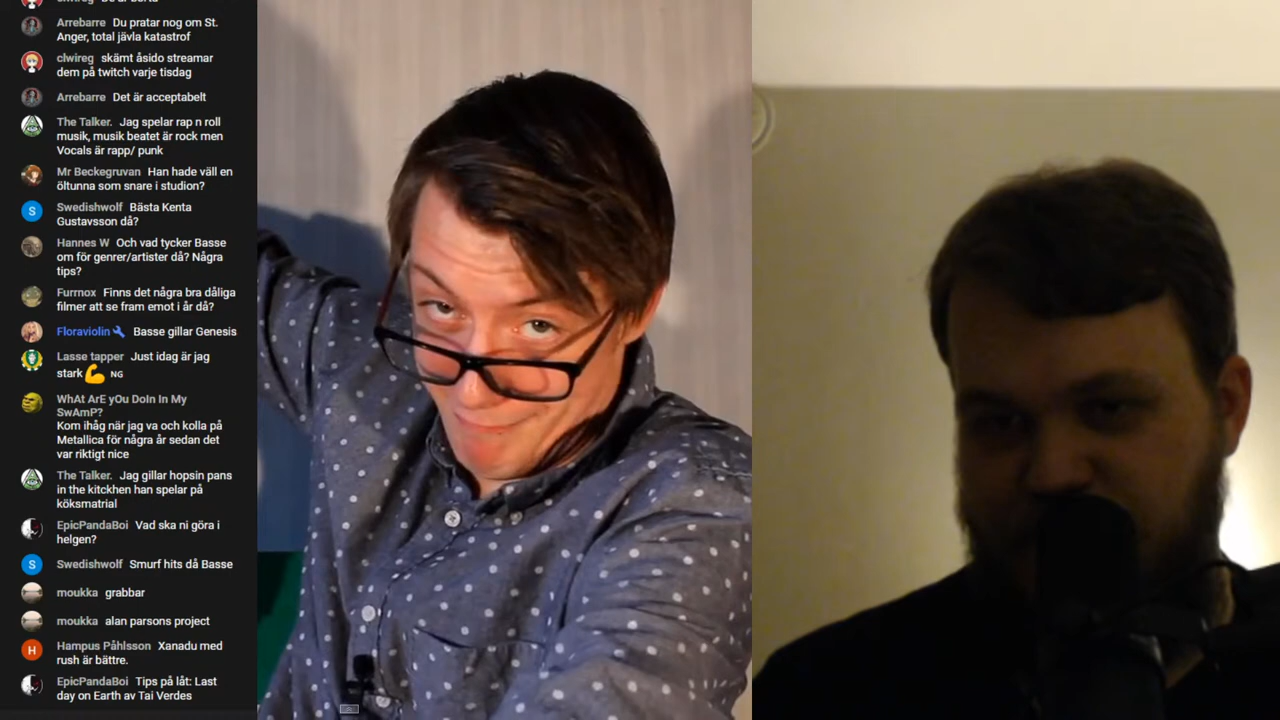 Arrebarre Du pratar nog om St.
Anger, total jävla katastrof
clwireg skämt åsido streamar
dem på twitch varje tisdag
Arrebarre Det är acceptabelt
The Talker. Jag spelar rap n roll
musik, musik beatet är rock men
Vocals är rapp/ punk
Mr Beckegruvan Han hade väll en
öltunna som snare i studion?
Swedishwolf Bästa Kenta
Gustavsson då?
Hannes W Och vad tycker Basse
om för genrer/artister då? Några
tips?
Furrnox Finns det några bra dåliga
filmer att se fram emot i år då?
Floraviolin Basse gillar Genesis
Lasse tapper Just idag är jag
stark💪 NG
WhAt ArE yOu DoIn In My
SwAmP?
Kom ihåg när jag va och kolla på
Metallica för några år sedan det
var riktigt nice
The Talker. Jag gillar hopsin pans
in the kitckhen han spelar på
köksmatrial
EpicPandaBoi Vad ska ni göra i
helgen?
S
Swedishwolf Smurf hits då Basse
moukka grabbar
moukka alan parsons project
H
Hampus Påhlsson Xanadu med
rush är bättre.
EpicPandaBoi Tips på låt: Last
day on Earth av Tai Verdes